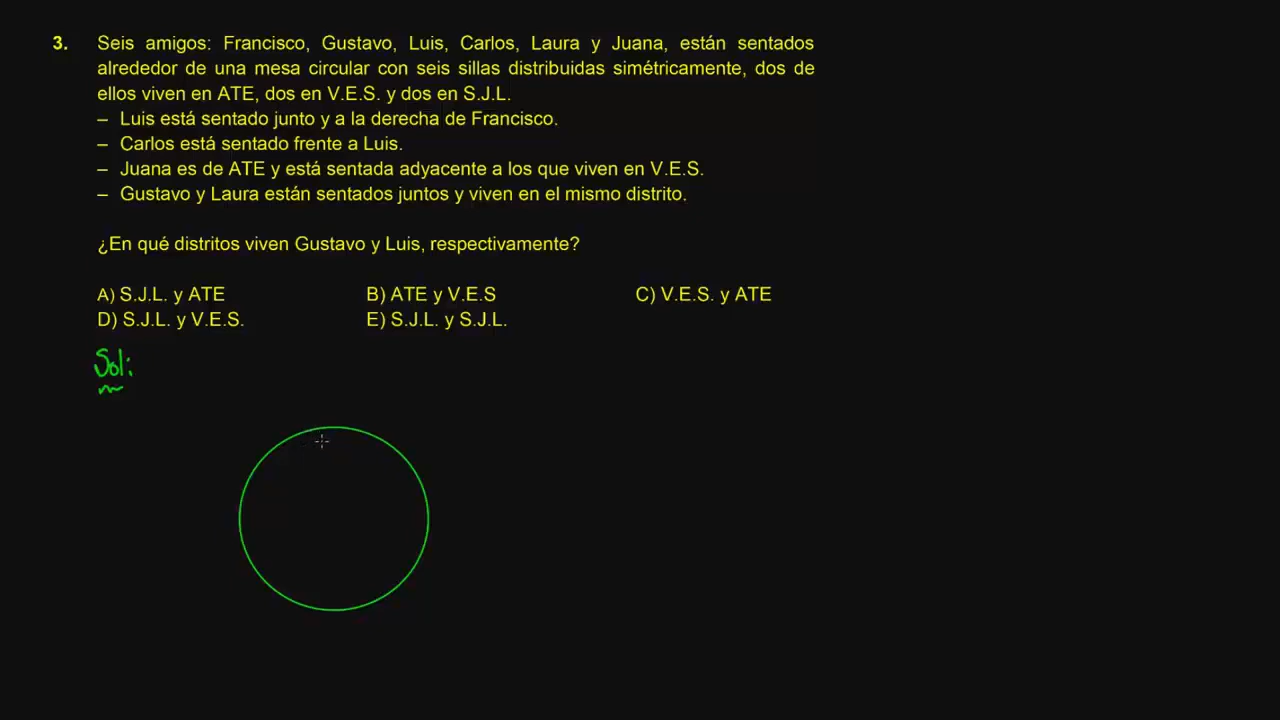 3. Seis amigos: Francisco, Gustavo, Luis, Carlos, Laura y Juana, están sentados
alrededor de una mesa circular con seis sillas distribuidas simétricamente, dos de
ellos viven en ATE, dos en V.E.S. y dos en S.J.L.
– Luis está sentado junto y a la derecha de Francisco.
– Carlos está sentado frente a Luis.
– Juana es de ATE y está sentada adyacente a los que viven en V.E.S.
– Gustavo y Laura están sentados juntos y viven en el mismo distrito.
¿En qué distritos viven Gustavo y Luis, respectivamente?
A) S.J.L. y ATE B) ATE y V.E.S C) V.E.S. y ATE
D) S.J.L. y V.E.S. E) S.J.L. y S.J.L.
Sol: